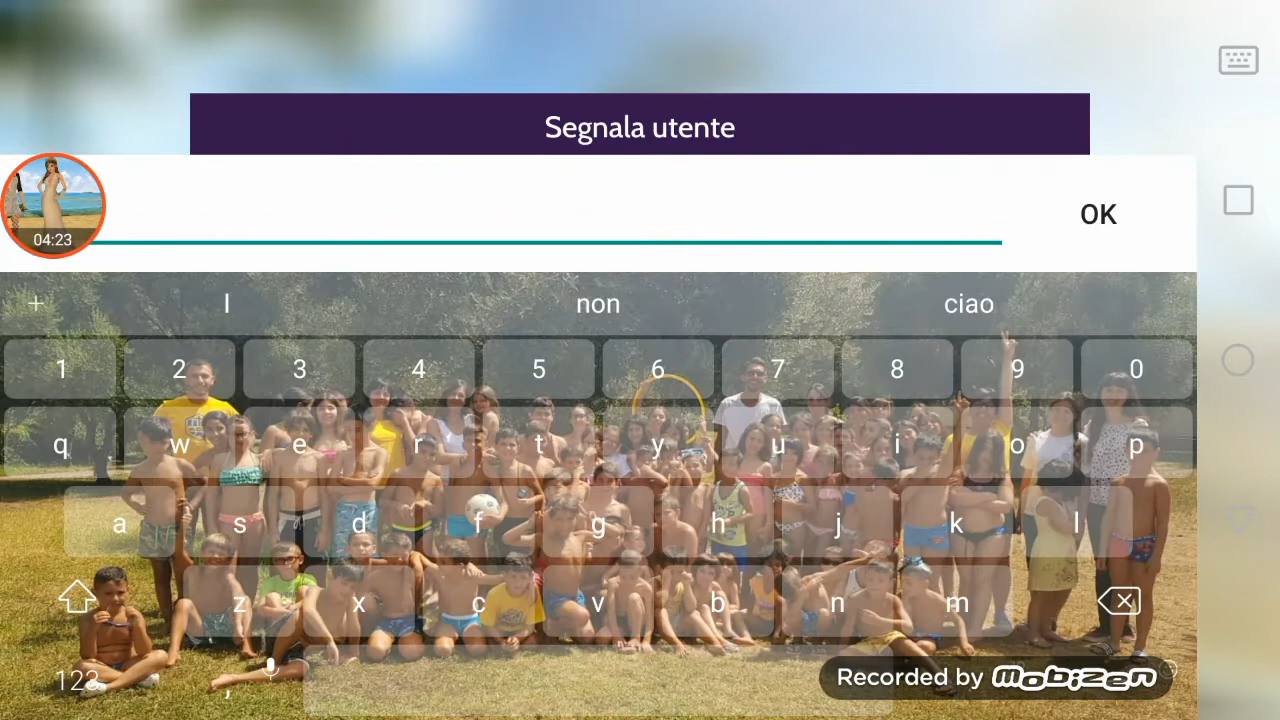 Segnala utente
04:23
OK
+ I non ciao
1 2 3 4 5 6 7 8 9 0
q w e r t y u i o p
a s d f g h j k l
z x c v b n m
123 , Recorded by mobizen